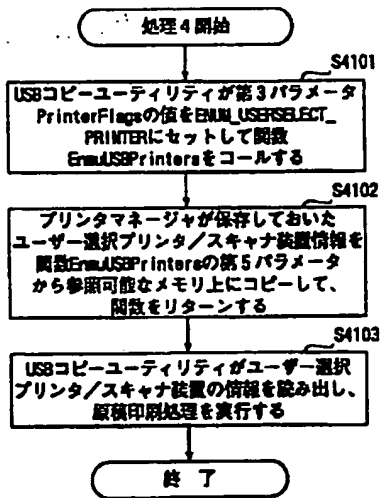 処理4開始
S4101
USBコピーユーティリティが第3パラメータ
PrinterFlagsの値をENUM_USERSELECT_
PRINTERにセットして関数
EnmuUSBPrintersをコールする
S4102
プリンタマネージャが保存しておいた
ユーザー選択プリンタ/スキャナ装置情報を
関数EnmuUSBPrintersの第5パラメータ
から参照可能なメモリ上にコピーして、
関数をリターンする
S4103
USBコピーユーティリティがユーザー選択
プリンタ/スキャナ装置の情報を読み出し、
原稿印刷処理を実行する
終了